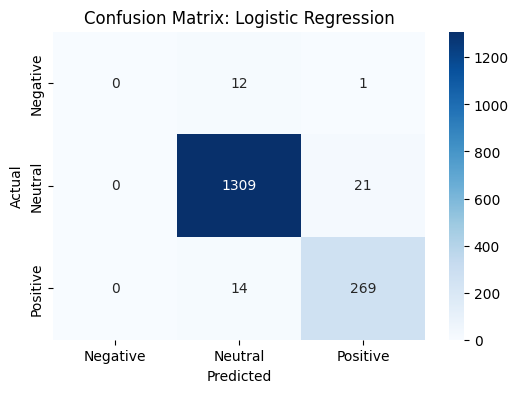 Confusion Matrix: Logistic Regression
Actual
Negative
0 12 1
Neutral
0 1309 21
Positive
0 14 269
Negative Neutral Positive
Predicted
1200
1000
800
600
400
200
0